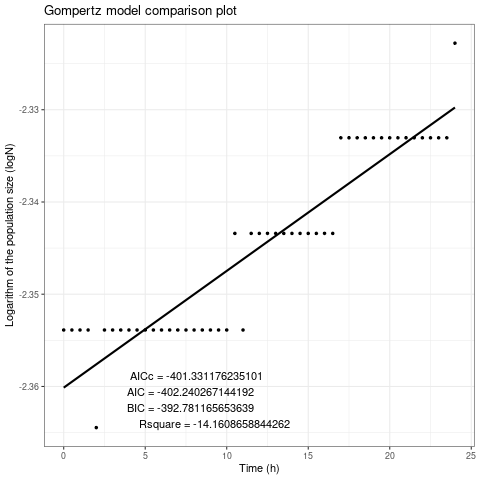 Gompertz model comparison plot
Logarithm of the population size (logN)
-2.33
-2.34
-2.35
-2.36
AICc = -401.331176235101
AIC = -402.240267144192
BIC = -392.781165653639
Rsquare = -14.1608658844262
0 5 10 15 20 25
Time (h)